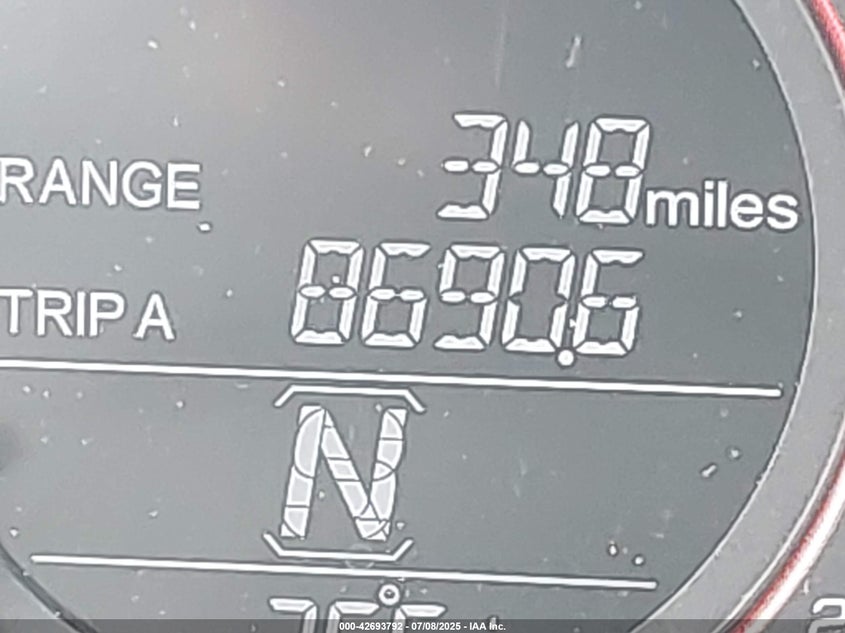 RANGE 348 miles
TRIP A 8690.6
N
000-42693792 - 07/08/2025 - IAA Inc.